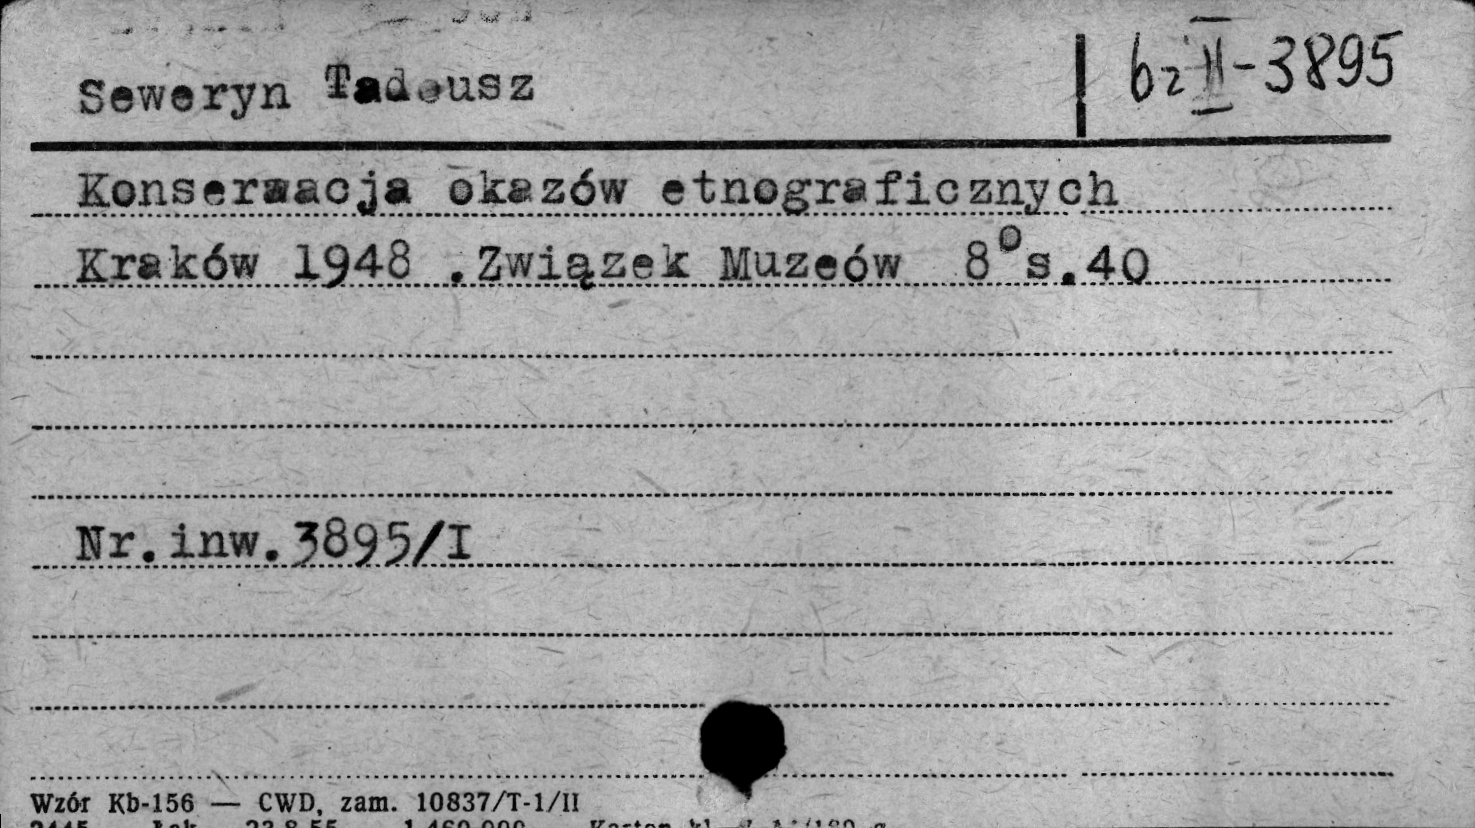 Seweryn Tadeusz
bz II-3895
Konserwacja okazów etnograficznych
Kraków 1948 .Związek Muzeów 8° s.40
Nr.inw.3895/I
Wzór Kb-156 — CWD, zam. 10837/T-1/II